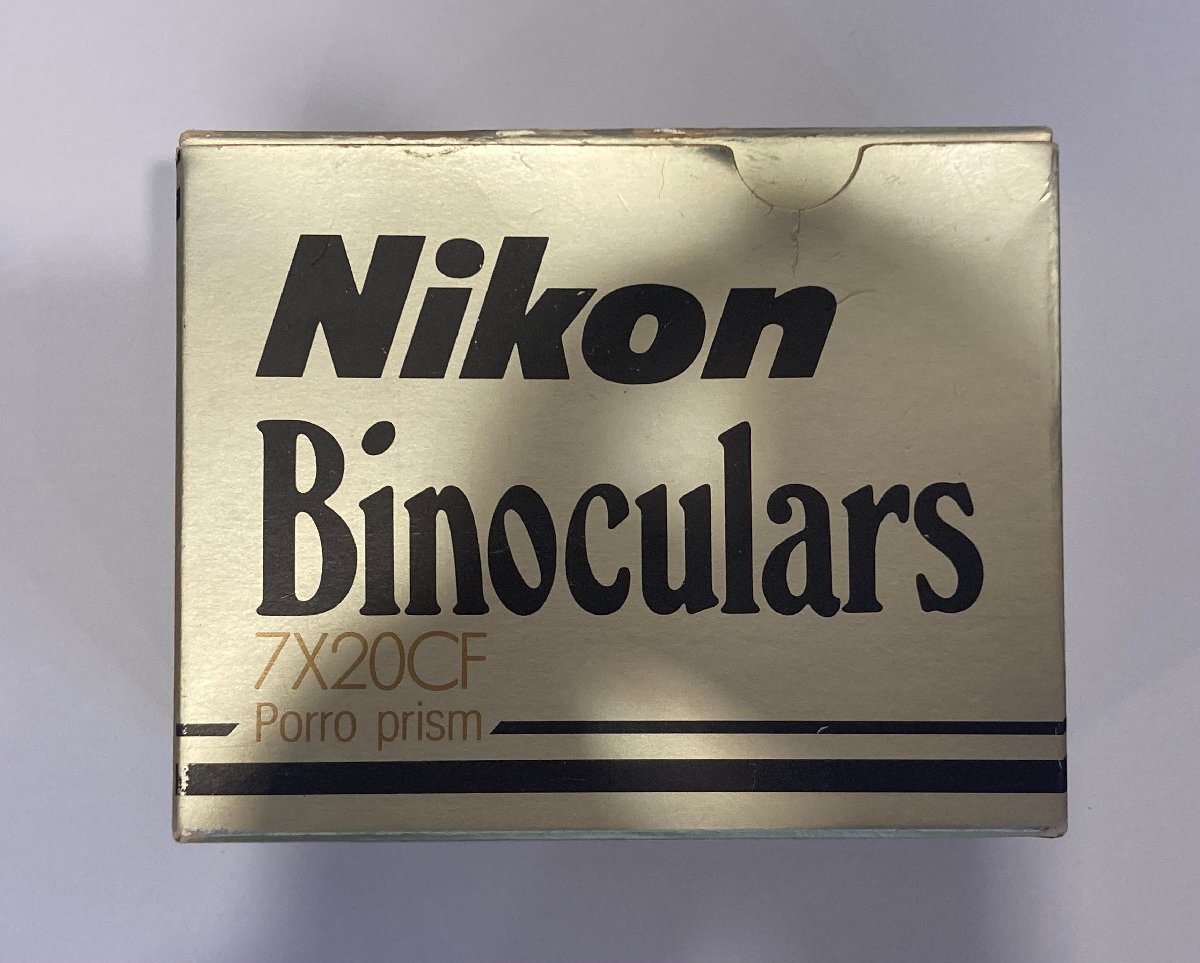 Nikon
Binoculars
7X20CF
Porro prism